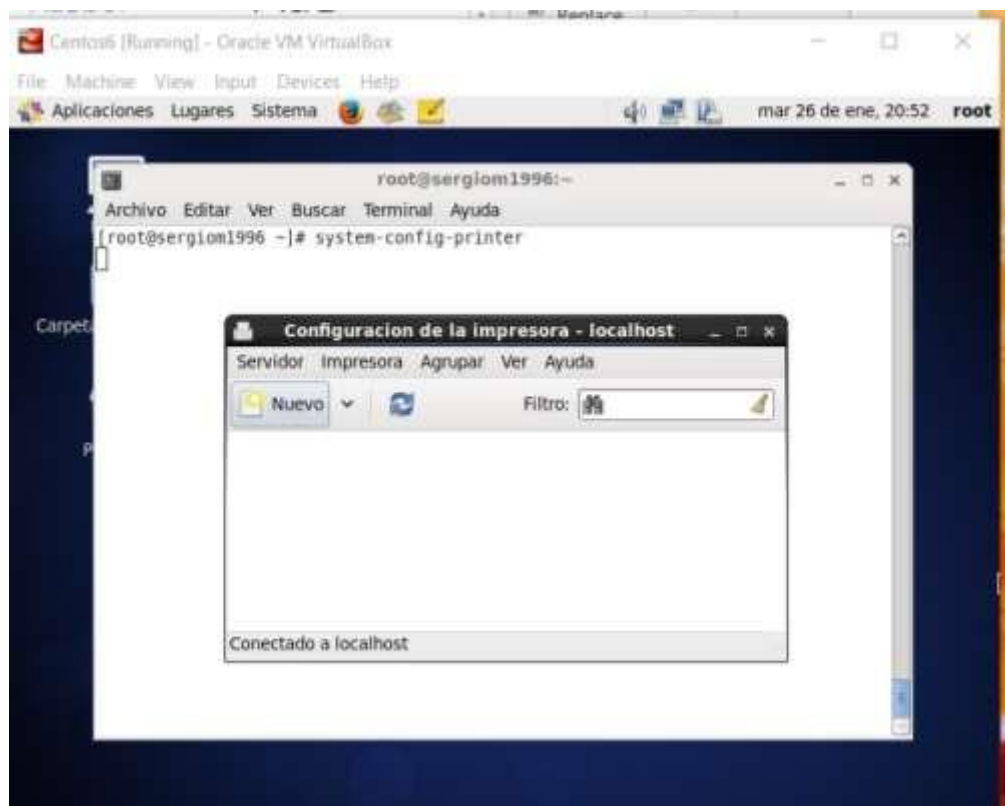 Replace
Centos6 [Running] - Oracle VM VirtualBox
File Machine View Input Devices Help
Aplicaciones Lugares Sistema
mar 26 de ene, 20:52 root
root@sergiom1996:~
Archivo Editar Ver Buscar Terminal Ayuda
[root@sergiom1996 ~]# system-config-printer
Carpeta
Configuracion de la impresora - localhost
Servidor Impresora Agrupar Ver Ayuda
Nuevo
Filtro:
P
Conectado a localhost